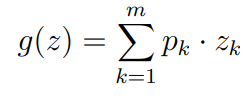 g(z) = \sum_{k=1}^{m} p_k \cdot z_k